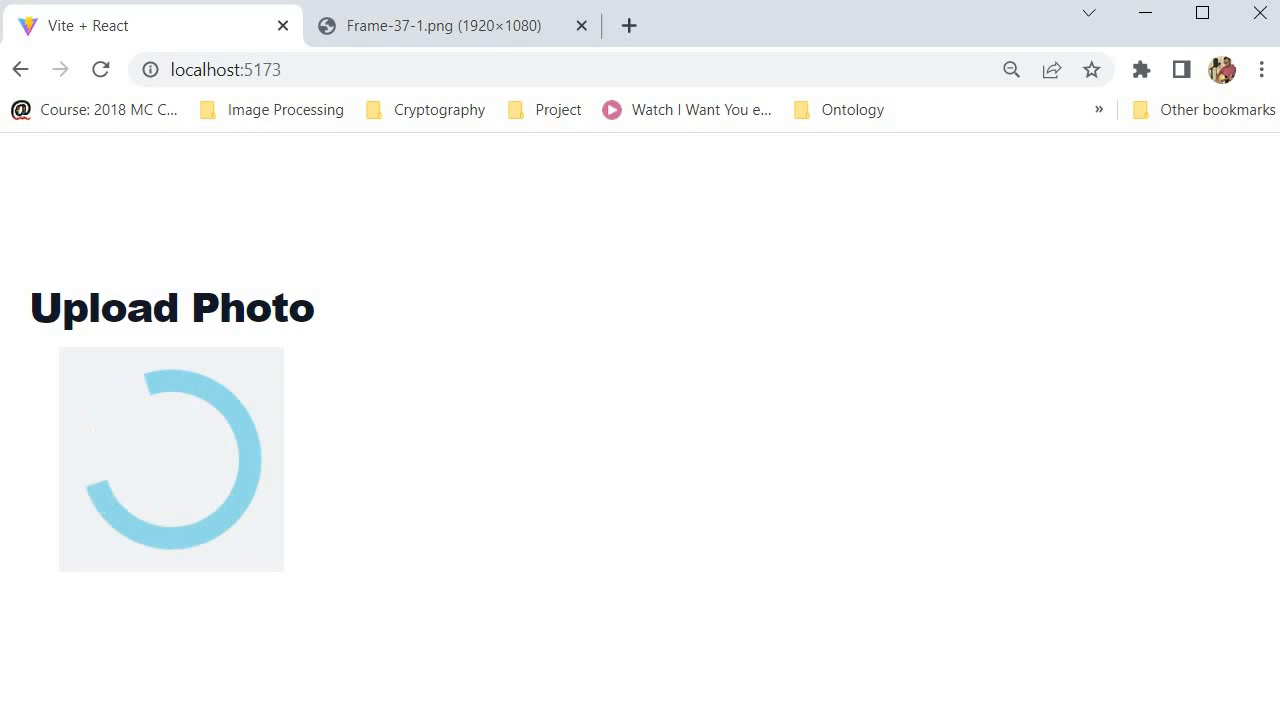 Vite + React
Frame-37-1.png (1920×1080)
localhost:5173
@ Course: 2018 MC C... Image Processing Cryptography Project Watch I Want You e... Ontology » Other bookmarks
Upload Photo